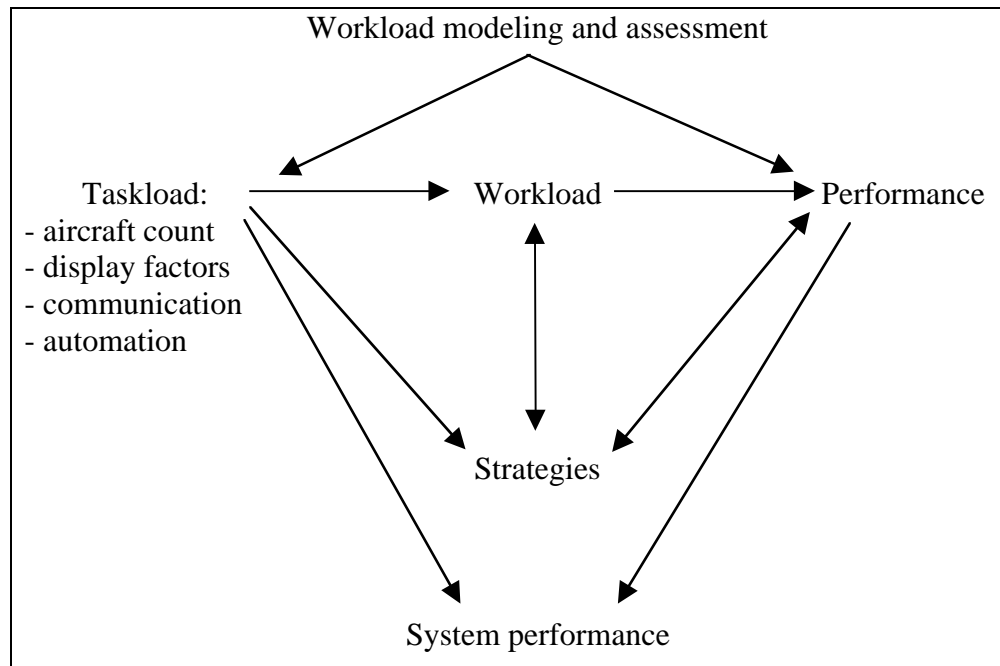 Workload modeling and assessment
Taskload:
- aircraft count
- display factors
- communication
- automation
Workload
Performance
Strategies
System performance